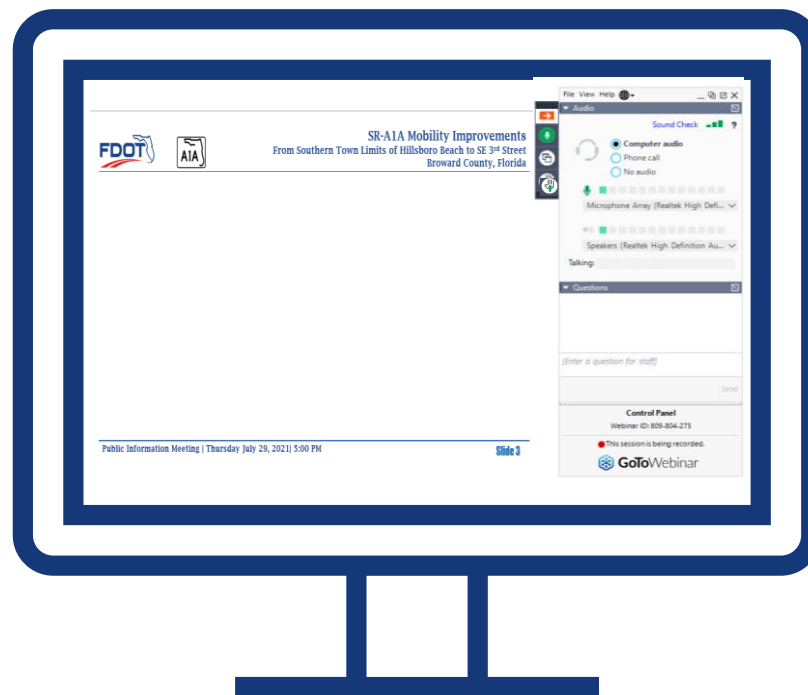 FDOT
A1A
SR-A1A Mobility Improvements
From Southern Town Limits of Hillsboro Beach to SE 3rd Street
Broward County, Florida
Public Information Meeting | Thursday July 29, 2021| 5:00 PM
Slide 3
File View Help
Audio
Sound Check ?
Computer audio
Phone call
No audio
Microphone Array (Realtek High Defi...
Speakers (Realtek High Definition Au...
Talking:
Questions
[Enter a question for staff]
Send
Control Panel
Webinar ID: 809-804-275
This session is being recorded.
GoToWebinar